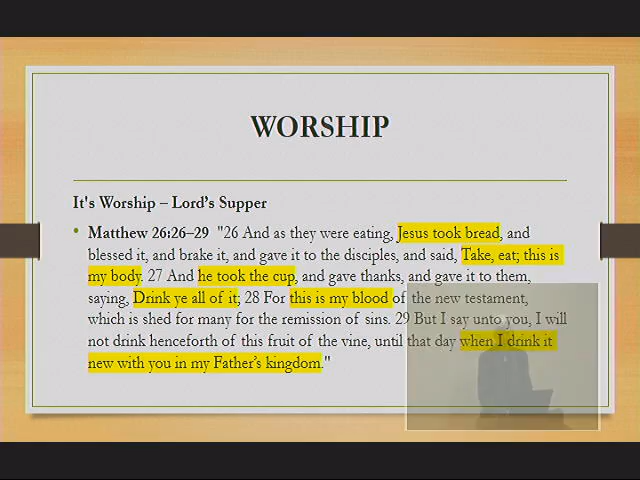 WORSHIP
It's Worship – Lord's Supper
• Matthew 26:26–29 "26 And as they were eating, Jesus took bread, and
blessed it, and brake it, and gave it to the disciples, and said, Take, eat; this is
my body. 27 And he took the cup, and gave thanks, and gave it to them,
saying, Drink ye all of it; 28 For this is my blood of the new testament,
which is shed for many for the remission of sins. 29 But I say unto you, I will
not drink henceforth of this fruit of the vine, until that day when I drink it
new with you in my Father's kingdom."